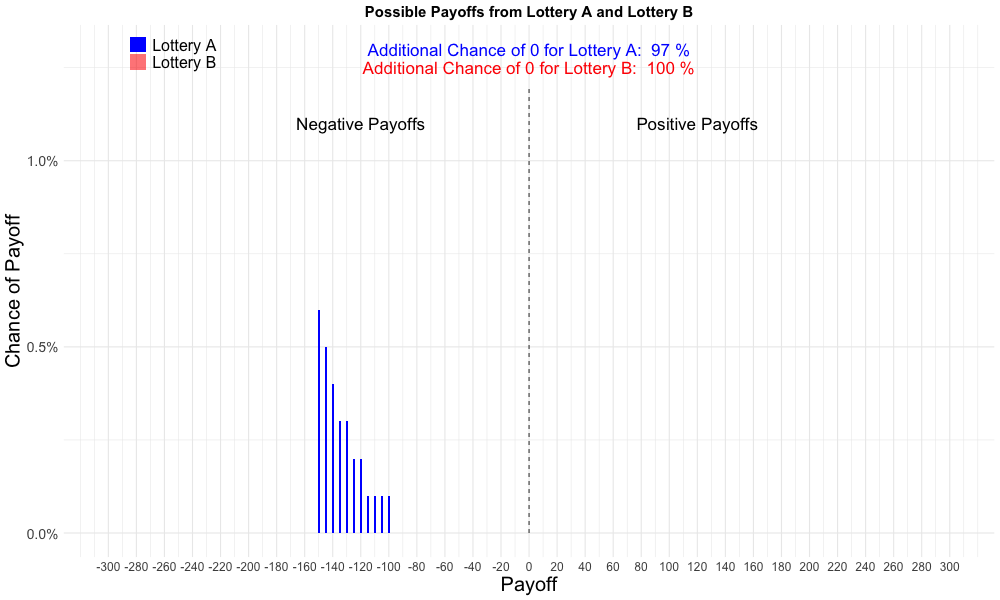 Possible Payoffs from Lottery A and Lottery B
Lottery A
Lottery B
Additional Chance of 0 for Lottery A:  97 %
Additional Chance of 0 for Lottery B:  100 %
Negative Payoffs
Positive Payoffs
Chance of Payoff
1.0%
0.5%
0.0%
-300 -280 -260 -240 -220 -200 -180 -160 -140 -120 -100 -80 -60 -40 -20 0 20 40 60 80 100 120 140 160 180 200 220 240 260 280 300
Payoff